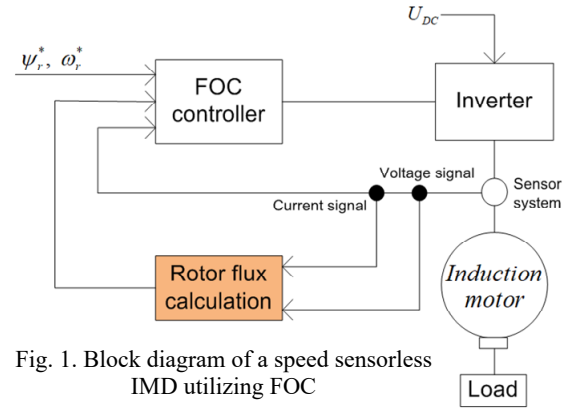 U_DC
ψ_r^*, ω_r^*
FOC
controller
Inverter
Voltage signal
Current signal
Sensor
system
Rotor flux
calculation
Induction
motor
Load
Fig. 1. Block diagram of a speed sensorless
IMD utilizing FOC